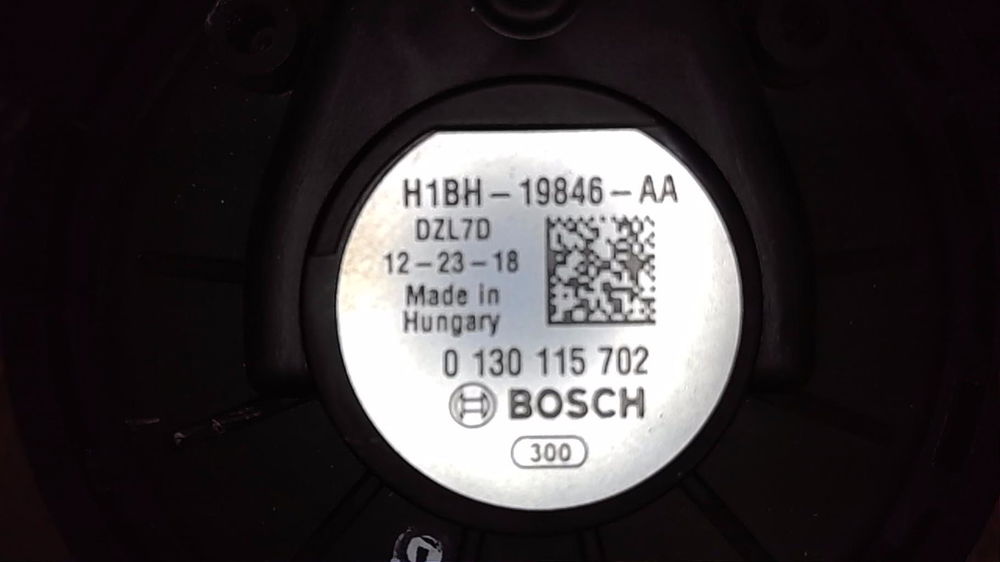 H1BH-19846-AA
DZL7D
12-23-18
Made in
Hungary
0 130 115 702
BOSCH
300